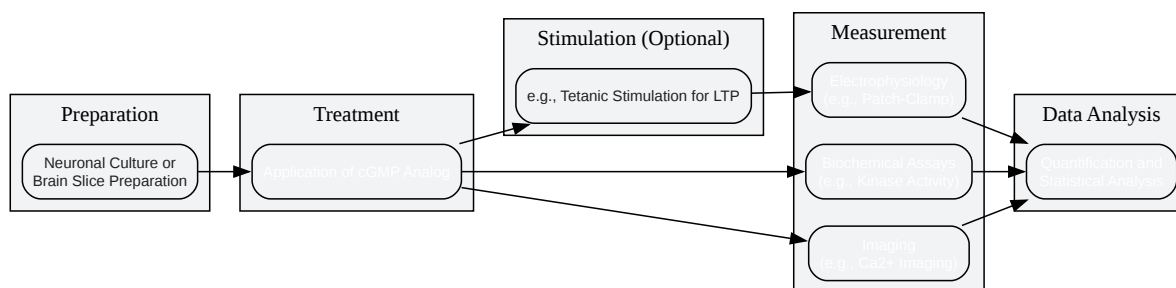 Preparation
Neuronal Culture or
Brain Slice Preparation
Treatment
Application of cGMP Analog
Stimulation (Optional)
e.g., Tetanic Stimulation for LTP
Measurement
Electrophysiology
(e.g., Patch-Clamp)
Biochemical Assays
(e.g., Kinase Activity)
Imaging
(e.g., Ca2+ Imaging)
Data Analysis
Quantification and
Statistical Analysis